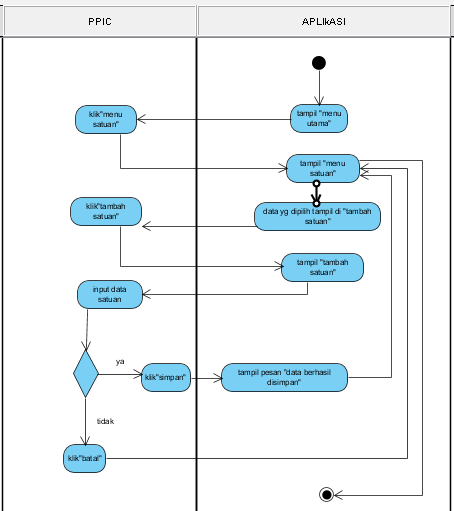 PPIC
APLIkASI
tampil "menu
utama"
klik"menu
satuan"
tampil "menu
satuan"
klik"tambah
satuan"
data yg dipilih tampil di "tambah
satuan"
tampil "tambah
satuan"
input data
satuan
ya
klik"simpan"
tampil pesan "data berhasil
disimpan"
tidak
klik"batal"